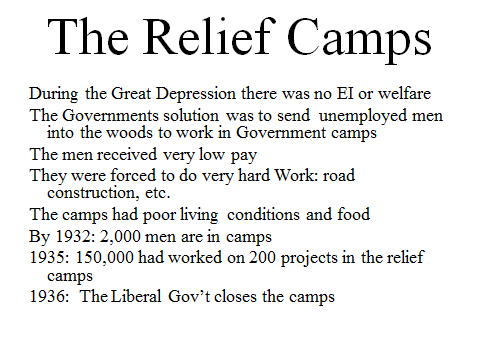 The Relief Camps
During the Great Depression there was no EI or welfare
The Governments solution was to send unemployed men
into the woods to work in Government camps
The men received very low pay
They were forced to do very hard Work: road
construction, etc.
The camps had poor living conditions and food
By 1932: 2,000 men are in camps
1935: 150,000 had worked on 200 projects in the relief
camps
1936: The Liberal Gov't closes the camps